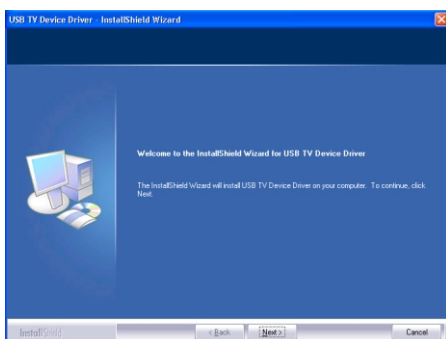 USB TV Device Driver - InstallShield Wizard
Welcome to the InstallShield Wizard for USB TV Device Driver
The InstallShield Wizard will install USB TV Device Driver on your computer. To continue, click
Next.
InstallShield
< Back Next > Cancel